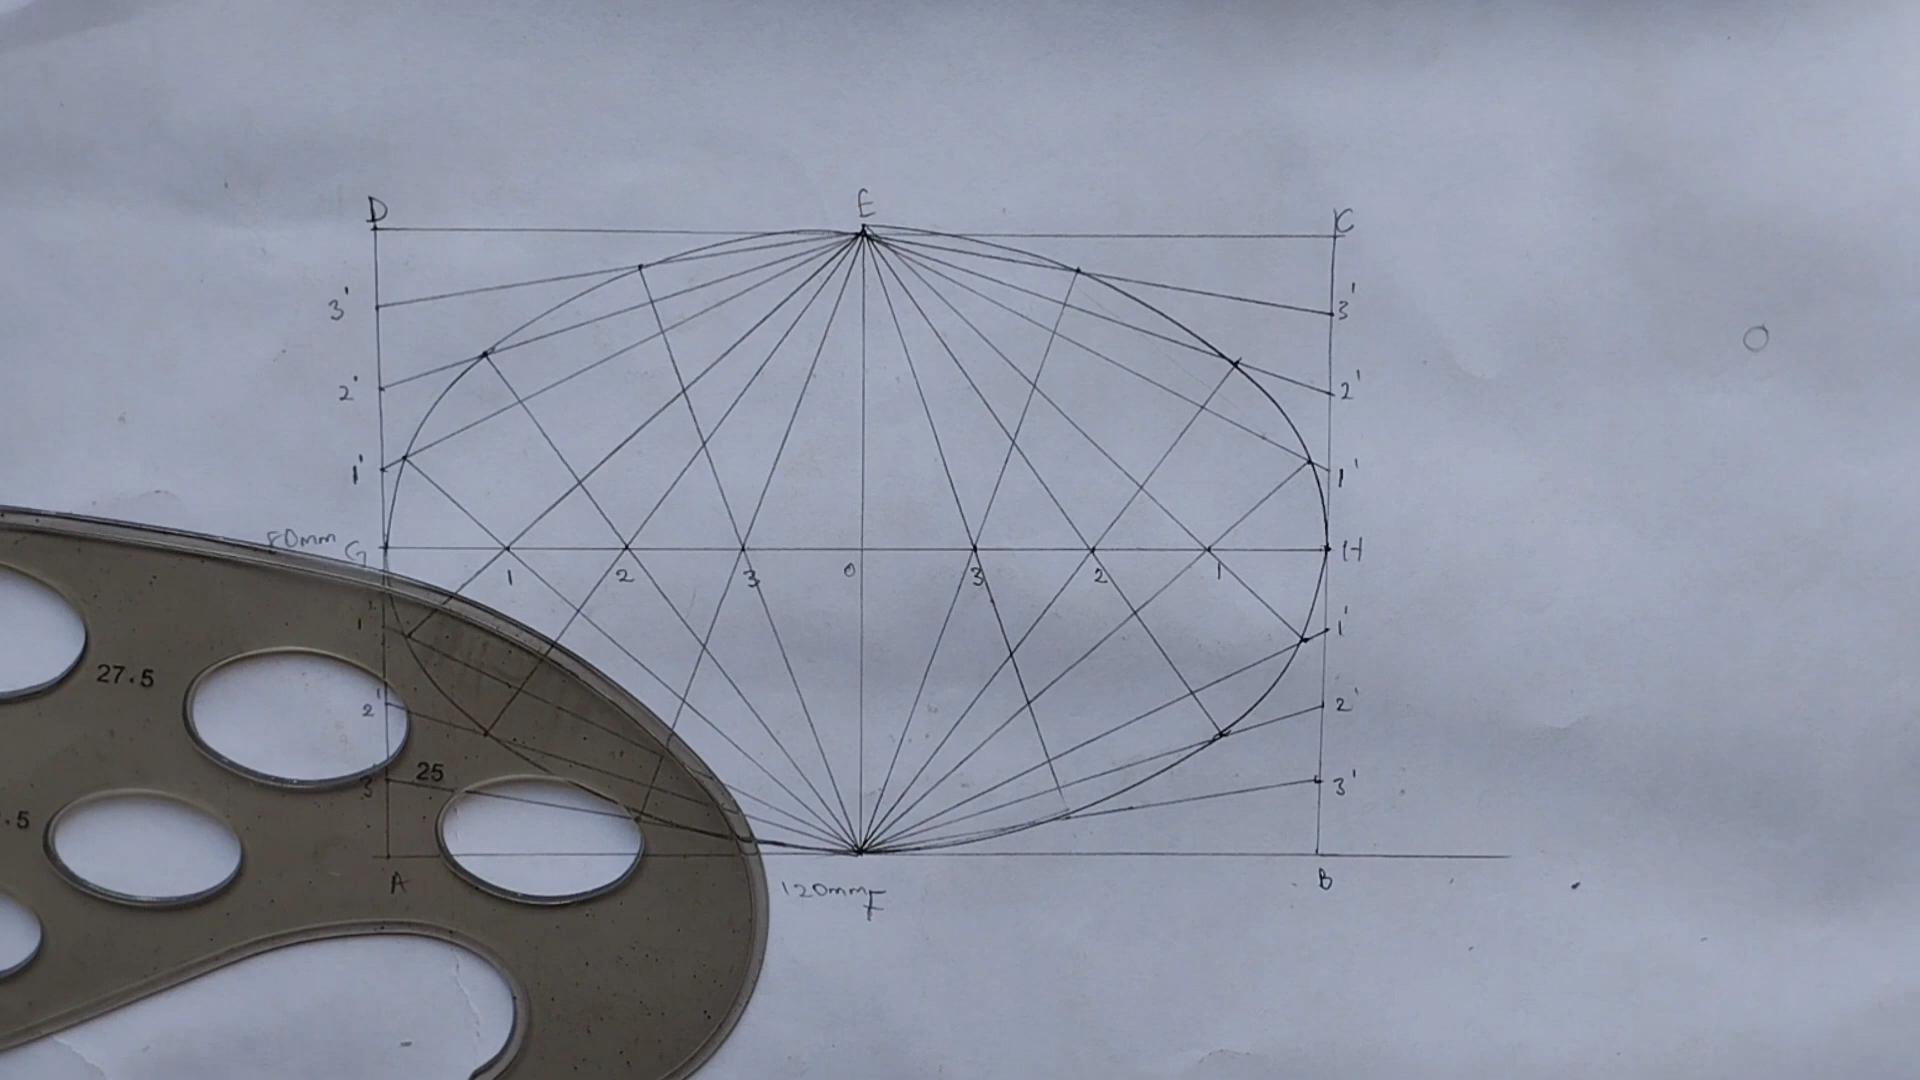 D E C
3' 3'
2' 2'
1' 1'
80mm G H
1 2 3 0 3 2 1
1' 1'
27.5
2' 2'
25
3' 3'
.5
A 120mm F B